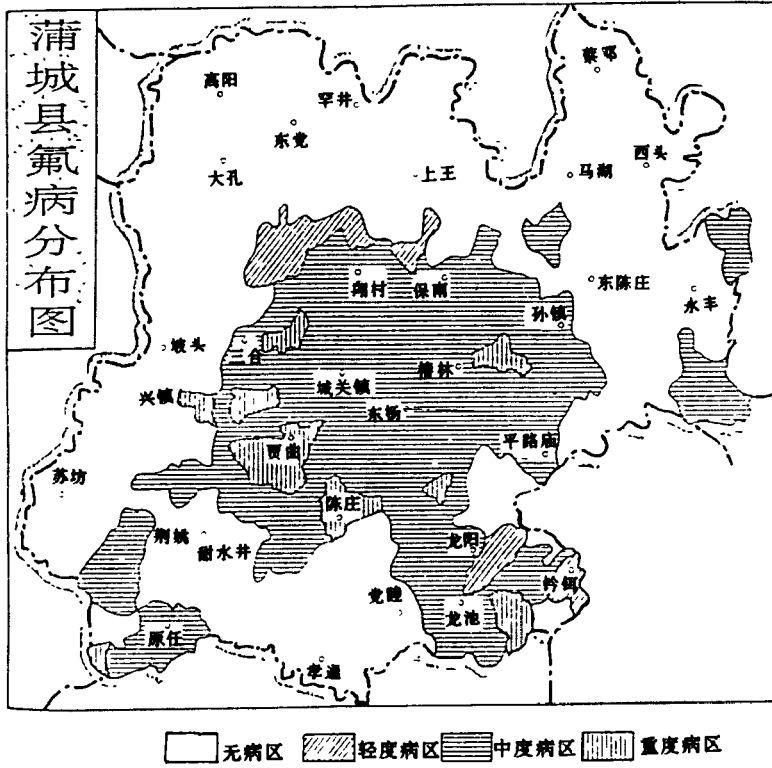 蒲城县氟病分布图
蔡邓
高阳
罕井
东党
西头
大孔
上王
马湖
翔村
保南
东陈庄
永丰
孙镇
坡头
三合
椿林
城关镇
兴镇
东杨
贾曲
平路庙
苏坊
陈庄
荆姚
甜水井
龙阳
钤铒
党睦
龙池
原任
孝通
无病区
轻度病区
中度病区
重度病区